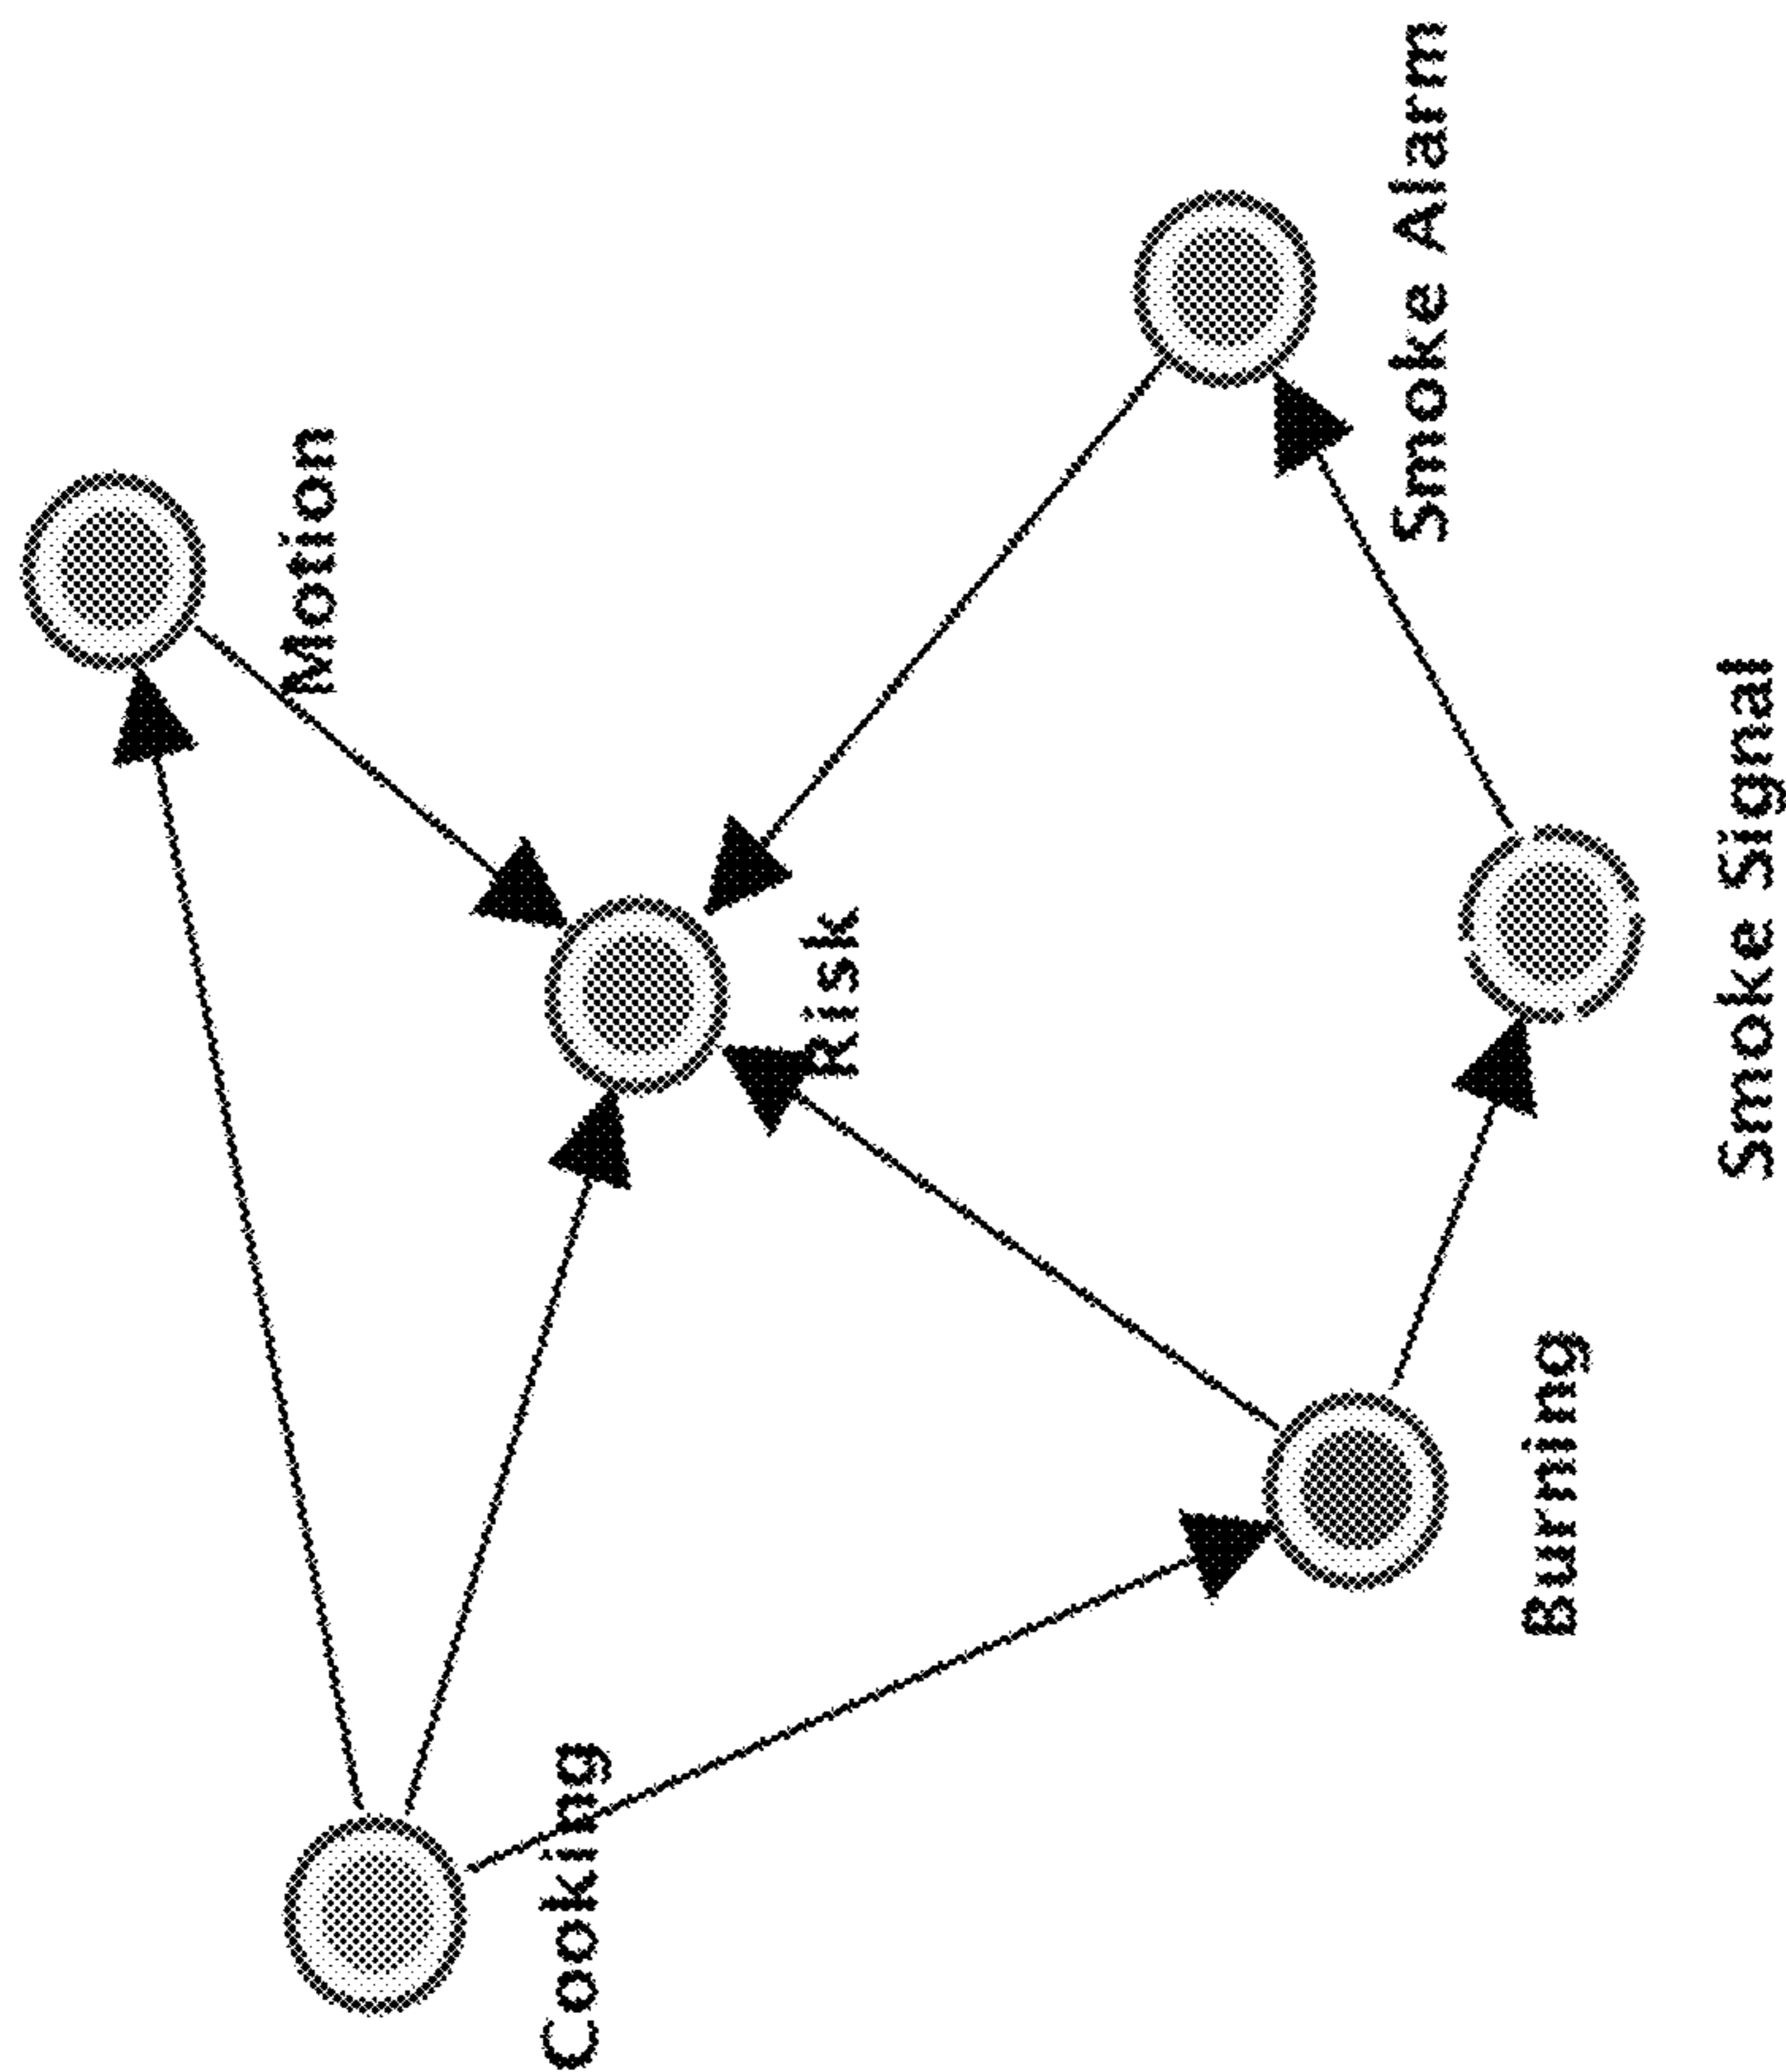 Motion
Smoke Alarm
Risk
Smoke Signal
Cooking
Burning